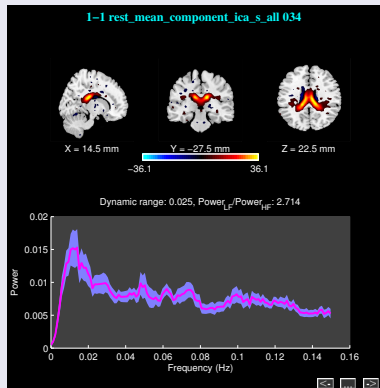 1-1 rest_mean_component_ica_s_all 034
X = 14.5 mm
Y = -27.5 mm
Z = 22.5 mm
-36.1
36.1
Dynamic range: 0.025, Power_LF/Power_HF: 2.714
0.02
0.015
0.01
0.005
0
Power
0 0.02 0.04 0.06 0.08 0.1 0.12 0.14 0.16
Frequency (Hz)
<- ... ->